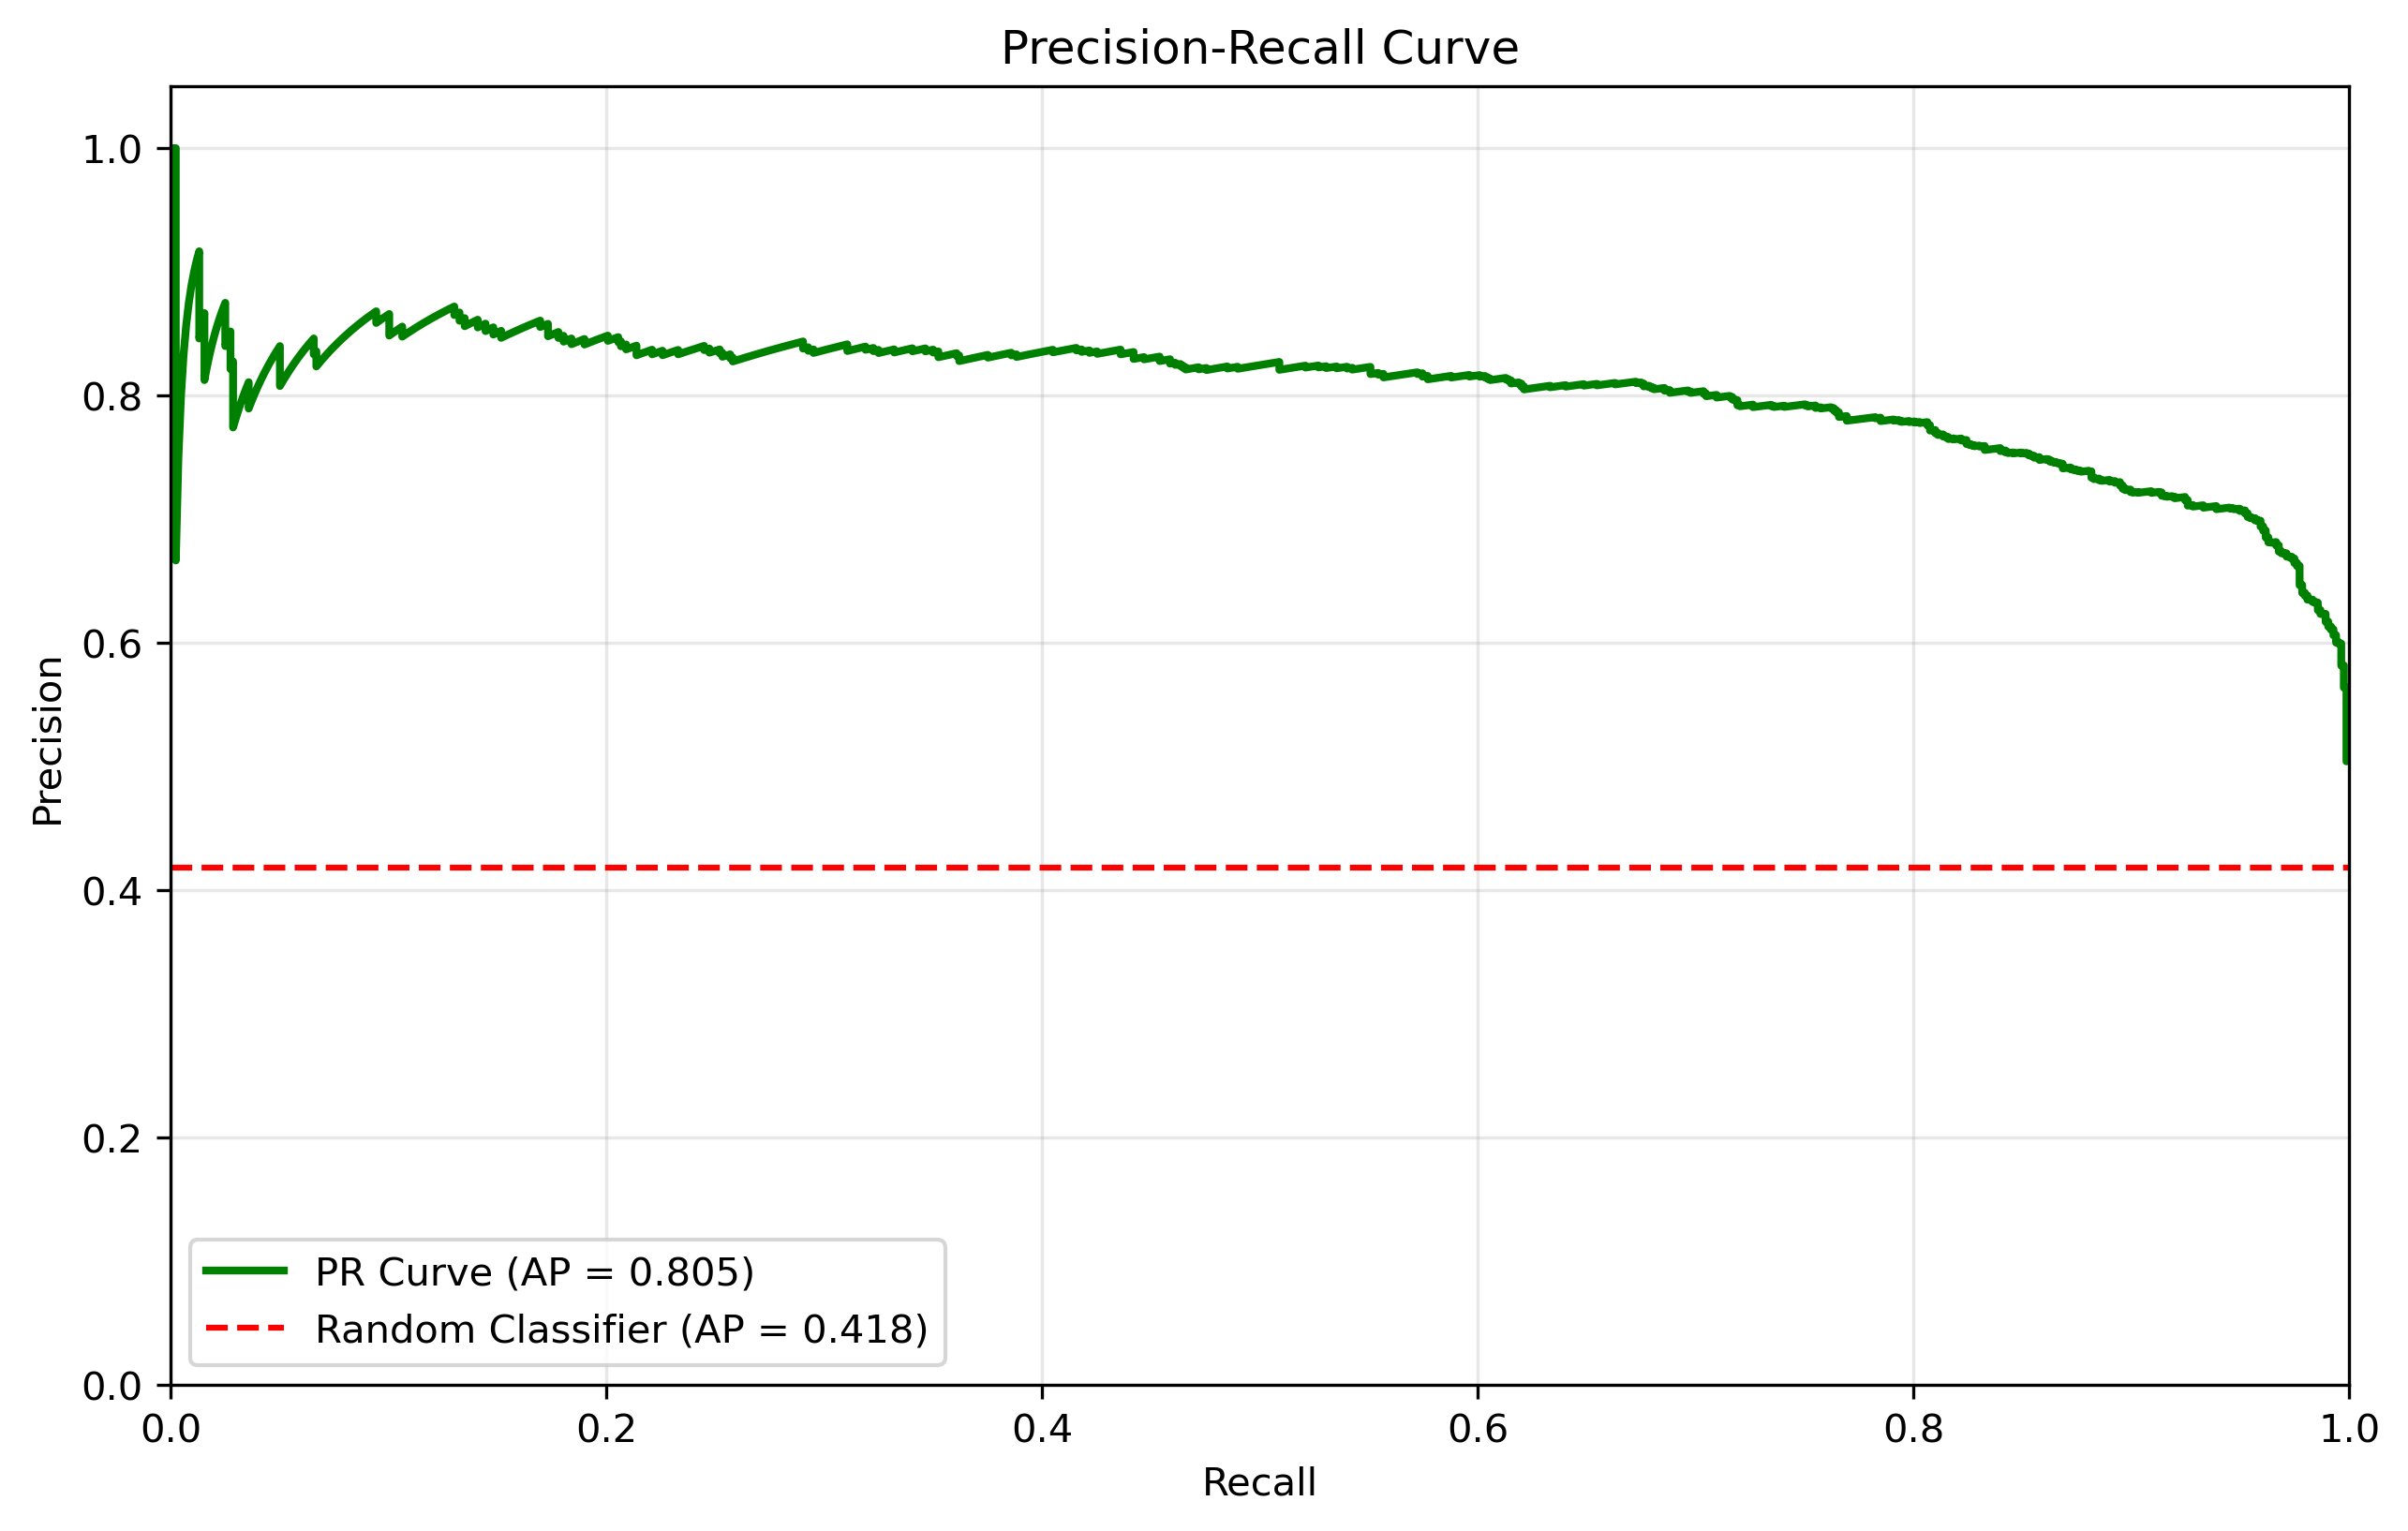 Precision-Recall Curve
1.0
0.8
0.6
0.4
0.2
0.0
Precision
PR Curve (AP = 0.805)
Random Classifier (AP = 0.418)
0.0 0.2 0.4 0.6 0.8 1.0
Recall